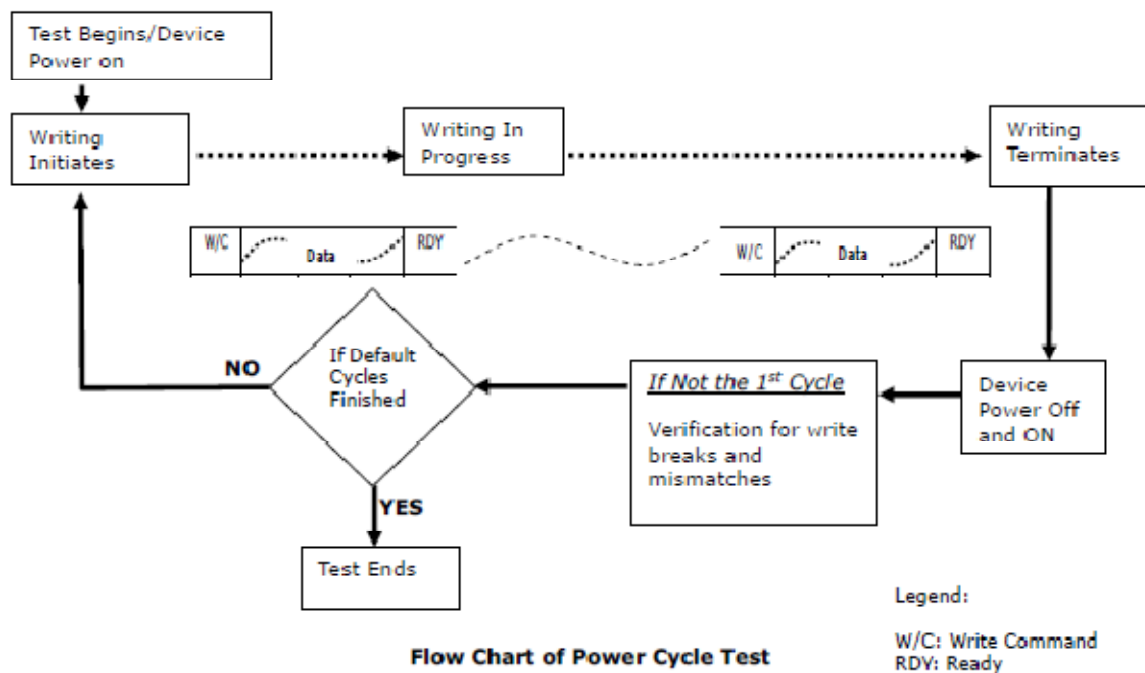 Test Begins/Device
Power on
Writing
Initiates
Writing In
Progress
Writing
Terminates
W/C Data RDY
W/C Data RDY
If Default
Cycles
Finished
NO
YES
If Not the 1st Cycle
Verification for write
breaks and
mismatches
Device
Power Off
and ON
Test Ends
Legend:
W/C: Write Command
RDY: Ready
Flow Chart of Power Cycle Test